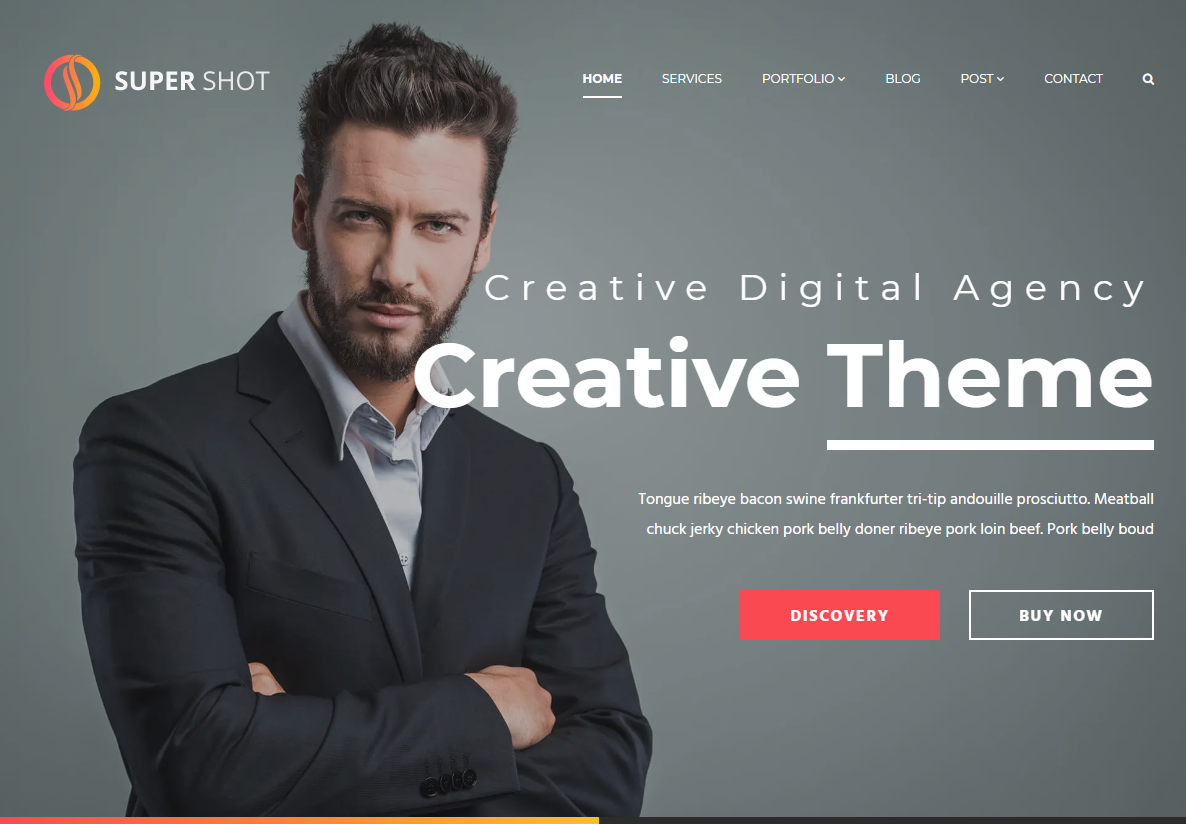 SUPER SHOT
HOME SERVICES PORTFOLIO BLOG POST CONTACT
Creative Digital Agency
Creative Theme
Tongue ribeye bacon swine frankfurter tri-tip andouille prosciutto. Meatball
chuck jerky chicken pork belly doner ribeye pork loin beef. Pork belly boud
DISCOVERY BUY NOW